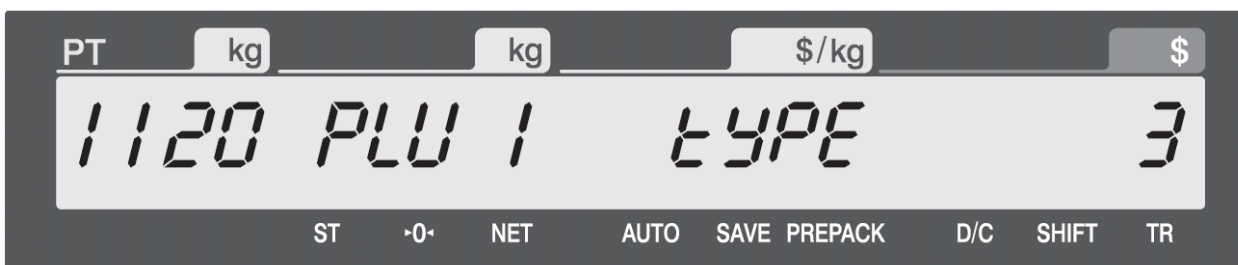 PT kg kg $/kg $
1120 PLU 1 tYPE 3
ST ►0◄ NET AUTO SAVE PREPACK D/C SHIFT TR